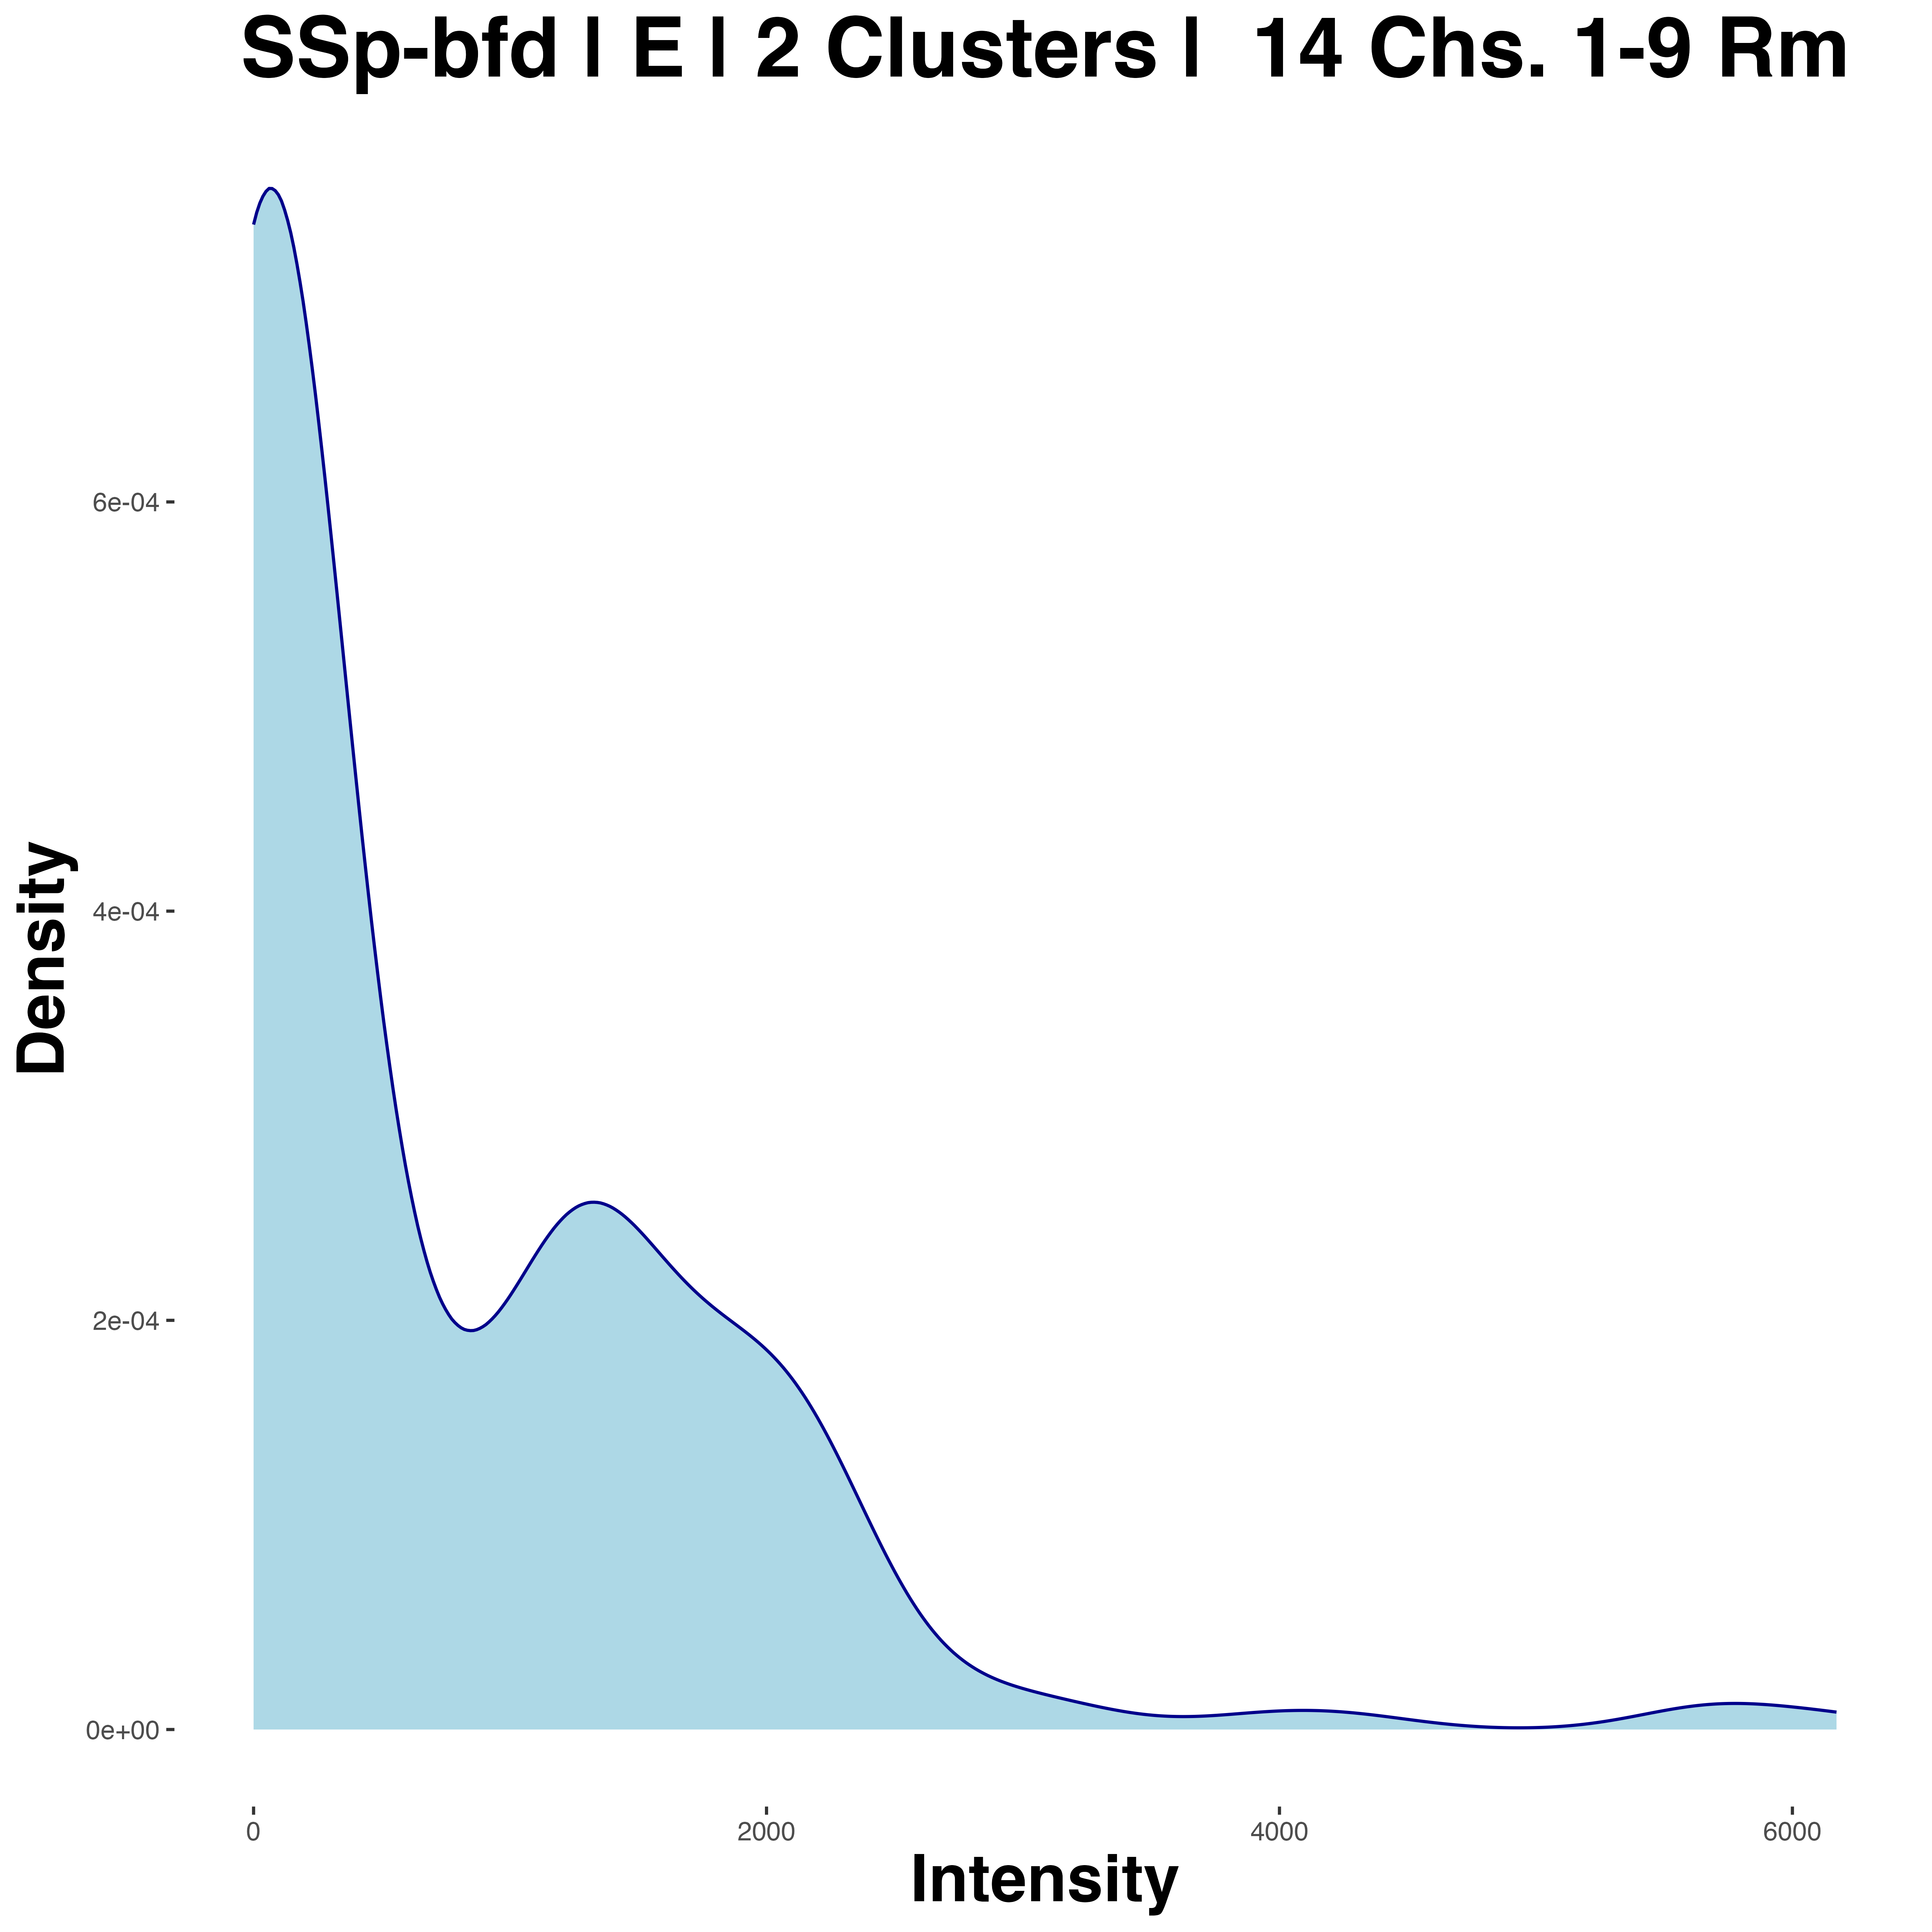 SSp-bfd | E | 2 Clusters | 14 Chs. 1-9 Rm
Density
6e-04
4e-04
2e-04
0e+00
0 2000 4000 6000
Intensity